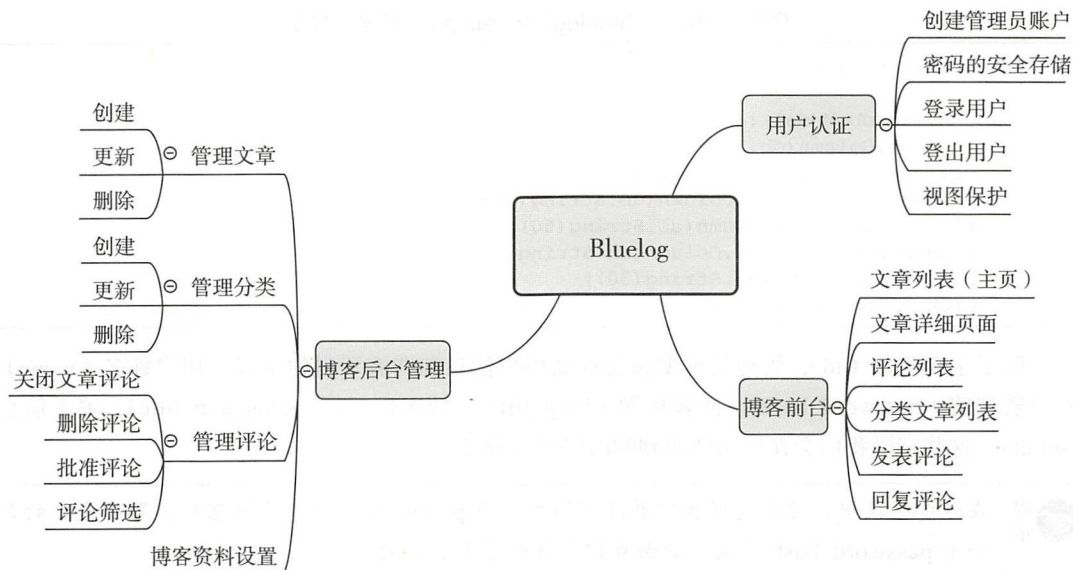 Bluelog
用户认证
创建管理员账户
密码的安全存储
登录用户
登出用户
视图保护
博客前台
文章列表（主页）
文章详细页面
评论列表
分类文章列表
发表评论
回复评论
博客后台管理
管理文章
创建
更新
删除
管理分类
创建
更新
删除
管理评论
关闭文章评论
删除评论
批准评论
评论筛选
博客资料设置